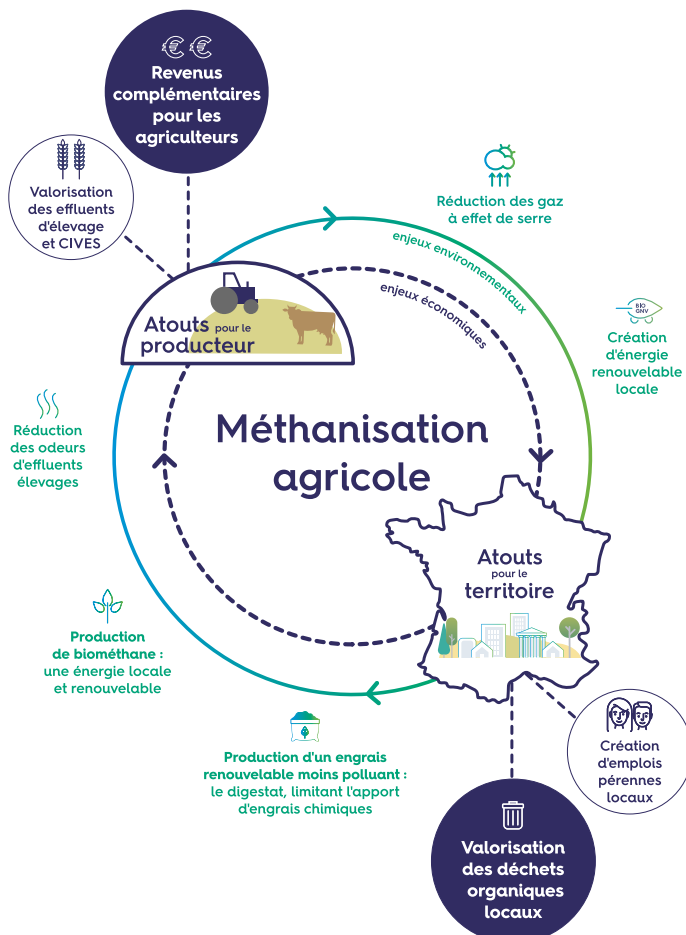 Revenus
complémentaires
pour les
agriculteurs
Valorisation
des effluents
d'élevage
et CIVES
Réduction des gaz
à effet de serre
enjeux environnementaux
enjeux économiques
BIO
GNV
Création
d'énergie
renouvelable
locale
Atouts pour le
producteur
Méthanisation
agricole
Réduction
des odeurs
d'effluents
élevages
Atouts
pour le
territoire
Production
de biométhane :
une énergie locale
et renouvelable
Production d'un engrais
renouvelable moins polluant :
le digestat, limitant l'apport
d'engrais chimiques
Création
d'emplois
pérennes
locaux
Valorisation
des déchets
organiques
locaux